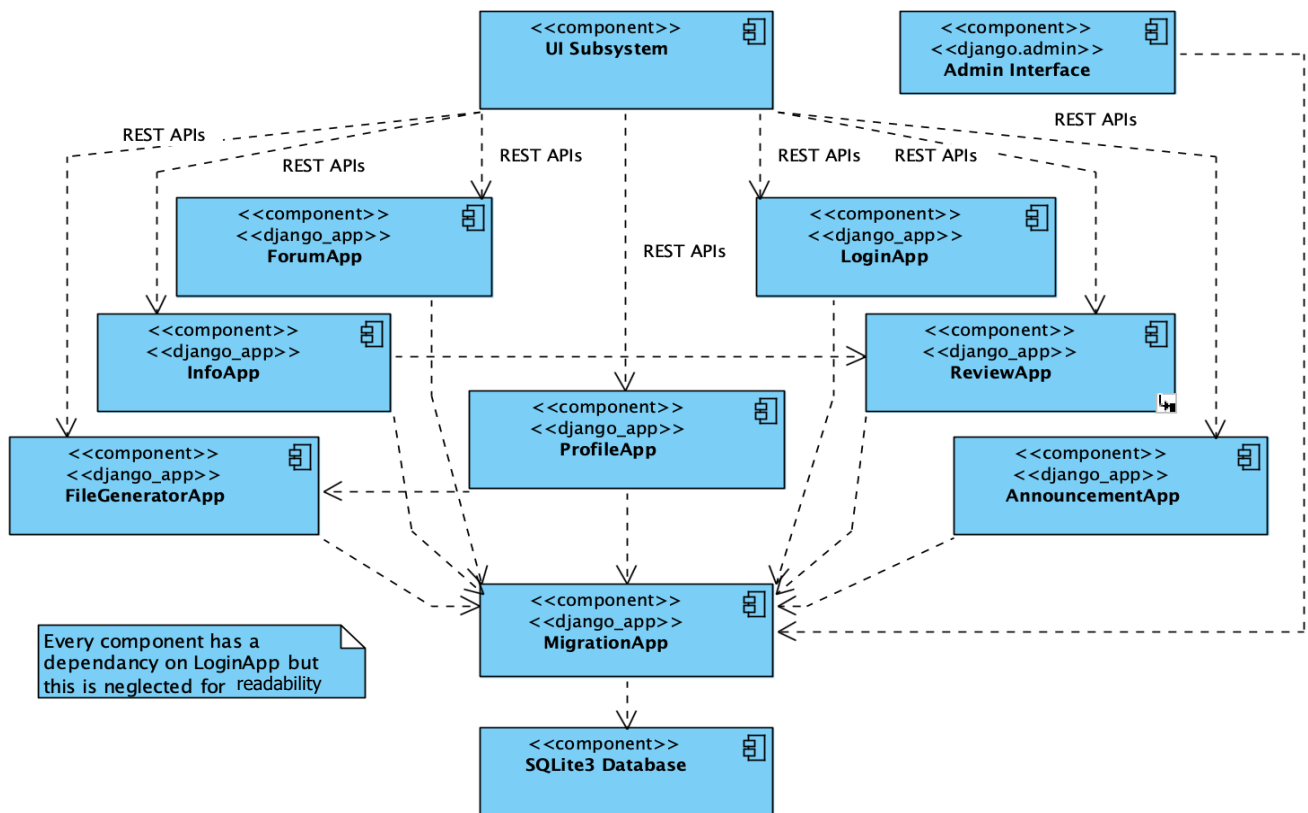 <<component>>
UI Subsystem
<<component>>
<<django.admin>>
Admin Interface
REST APIs
REST APIs
REST APIs
REST APIs
REST APIs
REST APIs
<<component>>
<<django_app>>
ForumApp
<<component>>
<<django_app>>
LoginApp
REST APIs
<<component>>
<<django_app>>
InfoApp
<<component>>
<<django_app>>
ReviewApp
<<component>>
<<django_app>>
ProfileApp
<<component>>
<<django_app>>
FileGeneratorApp
<<component>>
<<django_app>>
AnnouncementApp
<<component>>
<<django_app>>
MigrationApp
Every component has a
dependancy on LoginApp but
this is neglected for readability
<<component>>
SQLite3 Database